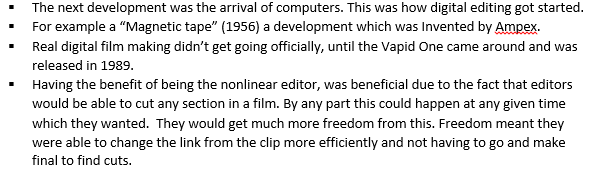 ▪ The next development was the arrival of computers. This was how digital editing got started.
▪ For example a “Magnetic tape” (1956) a development which was Invented by Ampex.
▪ Real digital film making didn’t get going officially, until the Vapid One came around and was
released in 1989.
▪ Having the benefit of being the nonlinear editor, was beneficial due to the fact that editors
would be able to cut any section in a film. By any part this could happen at any given time
which they wanted.  They would get much more freedom from this. Freedom meant they
were able to change the link from the clip more efficiently and not having to go and make
final to find cuts.